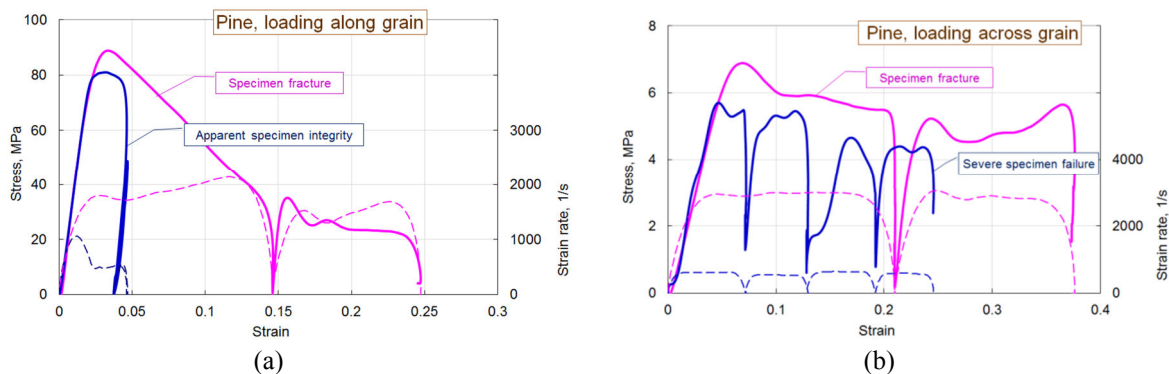 Pine, loading along grain
100
80
60
40
20
0
Stress, MPa
Specimen fracture
Apparent specimen integrity
3000
2000
1000
0
Strain rate, 1/s
0
0.05
0.1
0.15
0.2
0.25
0.3
Strain
(a)
Pine, loading across grain
8
6
4
2
0
Stress, MPa
Specimen fracture
Severe specimen failure
4000
2000
0
Strain rate, 1/s
0
0.1
0.2
0.3
0.4
Strain
(b)